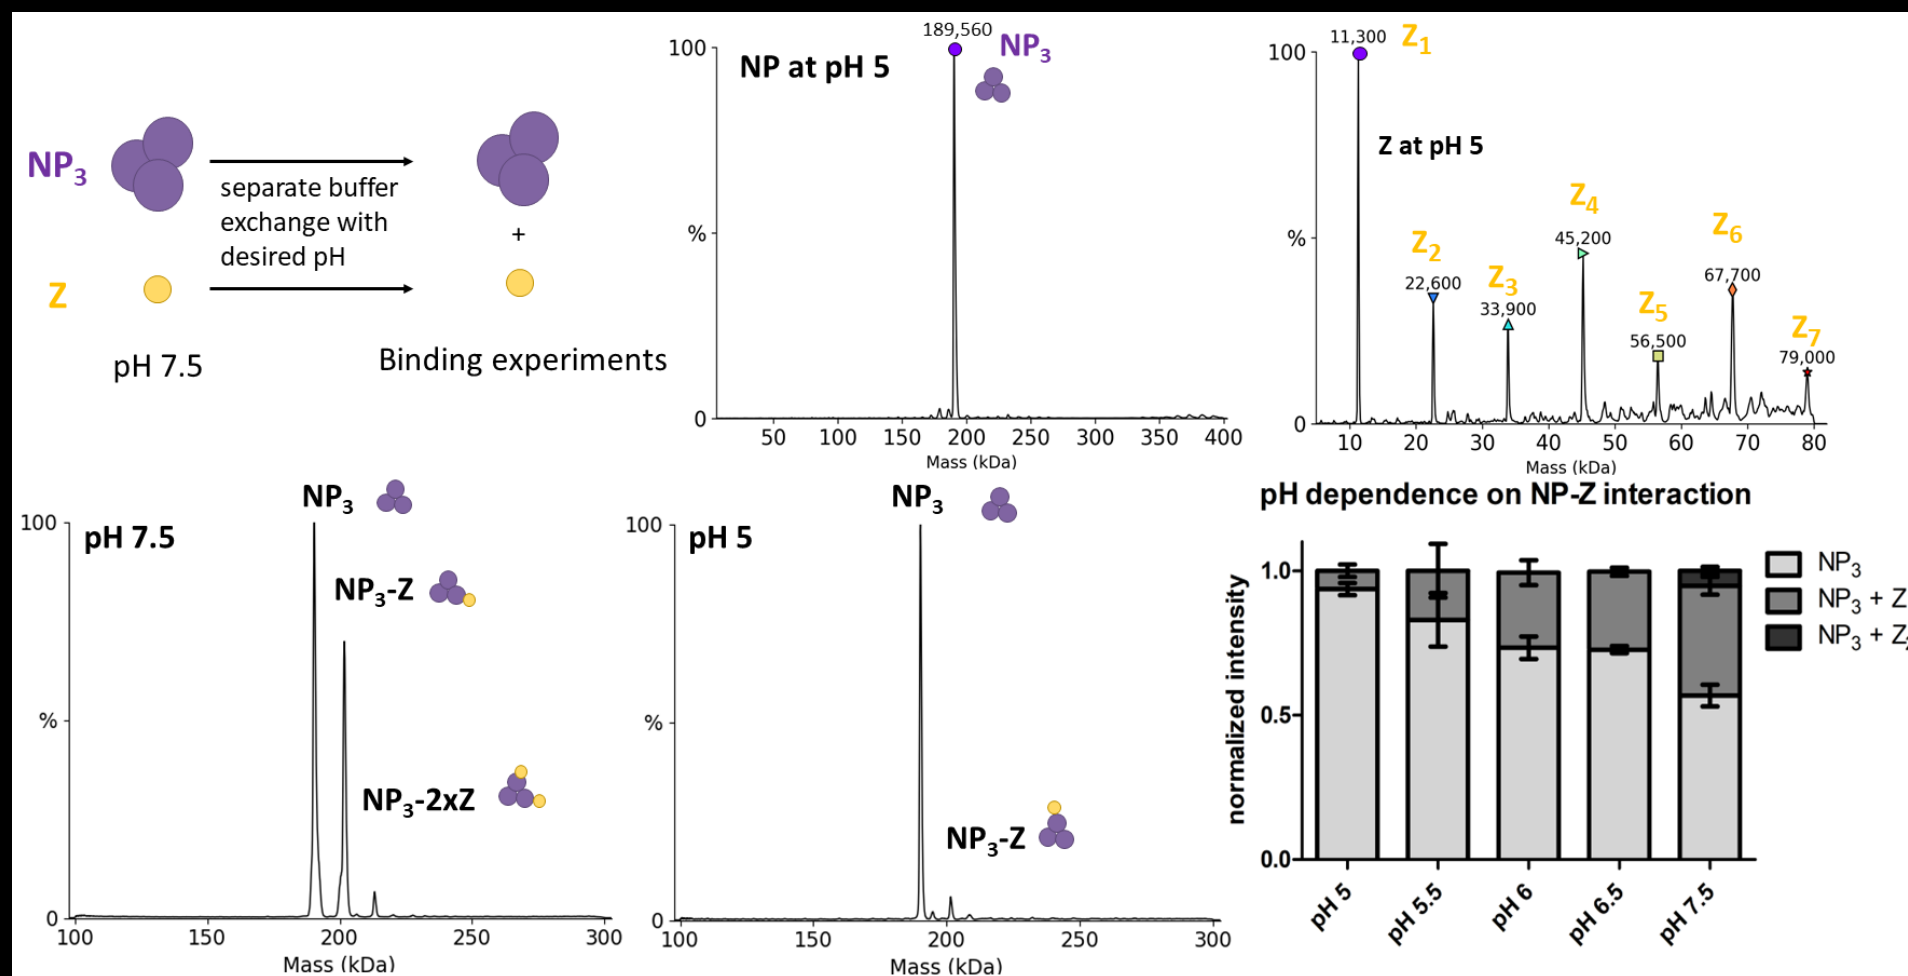 NP3
separate buffer
exchange with
desired pH
+
Z
pH 7.5
Binding experiments
189,560
NP3
NP at pH 5
100
%
0
50 100 150 200 250 300 350 400
Mass (kDa)
11,300
Z1
Z at pH 5
100
%
0
Z2
22,600
Z3
33,900
Z4
45,200
Z5
56,500
Z6
67,700
Z7
79,000
10 20 30 40 50 60 70 80
Mass (kDa)
pH 7.5
100
%
0
NP3
NP3-Z
NP3-2xZ
100 150 200 250 300
Mass (kDa)
pH 5
100
%
0
NP3
NP3-Z
100 150 200 250 300
Mass (kDa)
pH dependence on NP-Z interaction
normalized intensity
1.0
0.5
0.0
pH 5 pH 5.5 pH 6 pH 6.5 pH 7.5
NP3
NP3 + Z
NP3 + Z